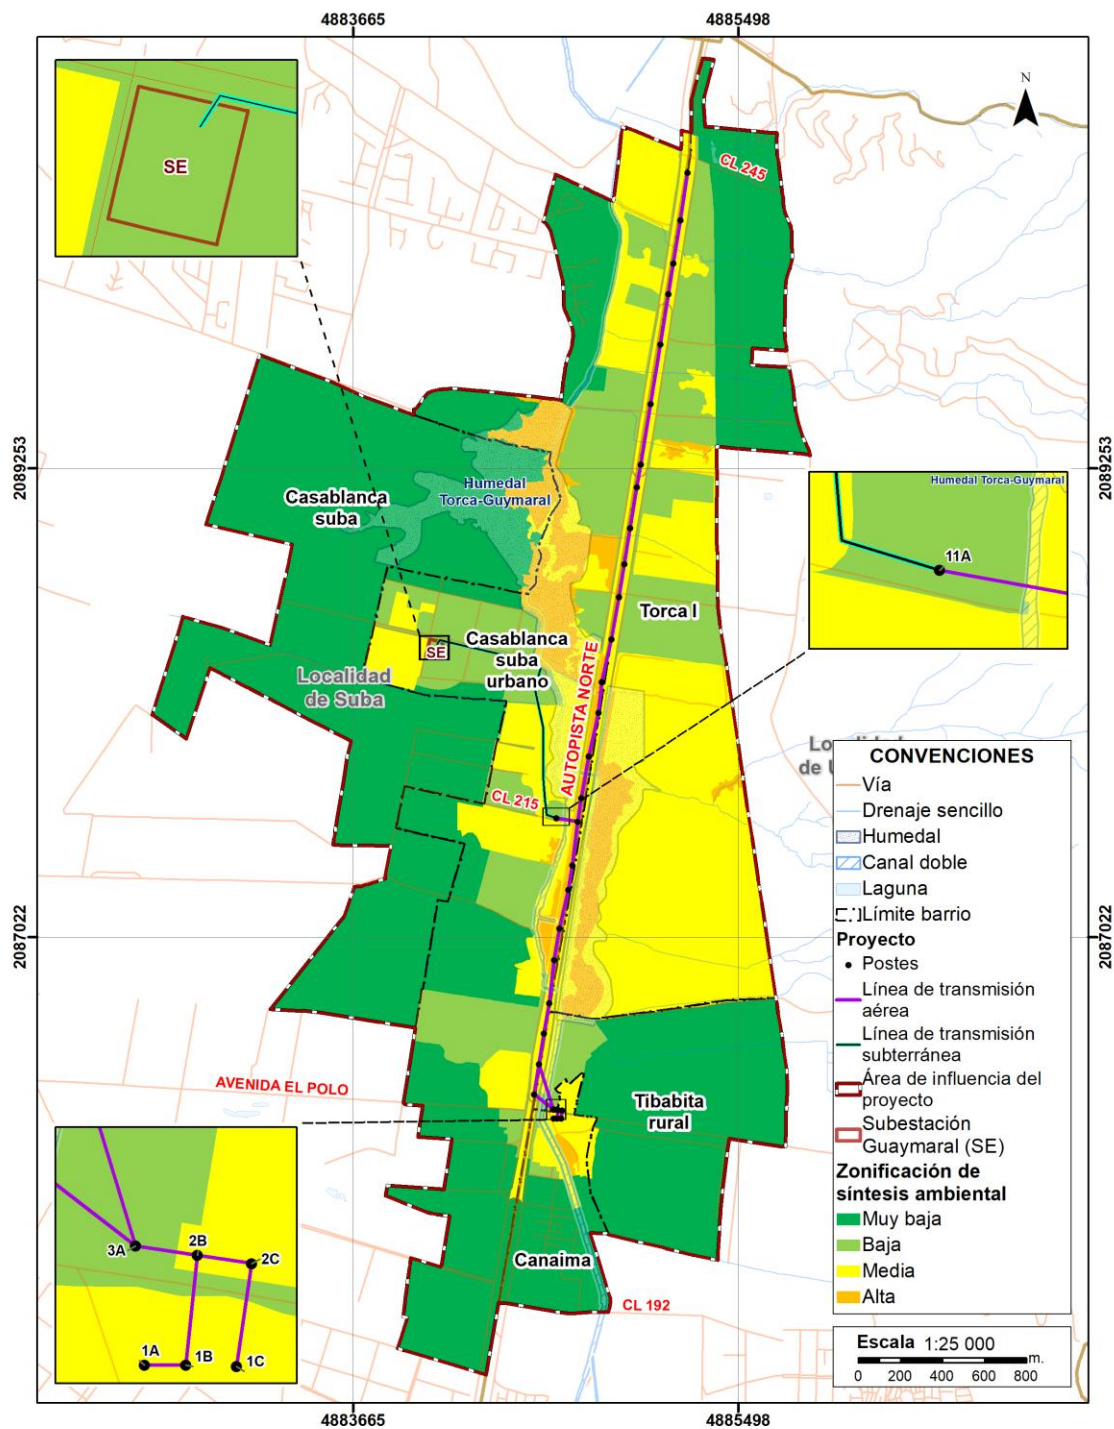 4883665
4885498
N
SE
CL 245
2089253
2089253
Humedal
Torca-Guymaral
Casablanca
suba
Humedal Torca-Guymaral
11A
Torca I
Casablanca
suba
urbano
SE
Localidad
de Suba
AUTOPISTA NORTE
CL 215
Lo
de U
CONVENCIONES
Vía
Drenaje sencillo
Humedal
Canal doble
Laguna
Límite barrio
Proyecto
Postes
Línea de transmisión
aérea
Línea de transmisión
subterránea
Área de influencia del
proyecto
Subestación
Guaymaral (SE)
Zonificación de
síntesis ambiental
Muy baja
Baja
Media
Alta
2087022
2087022
AVENIDA EL POLO
Tibabita
rural
3A
2B
2C
1A
1B
1C
Canaima
CL 192
Escala 1:25 000
m.
0 200 400 600 800
4883665
4885498